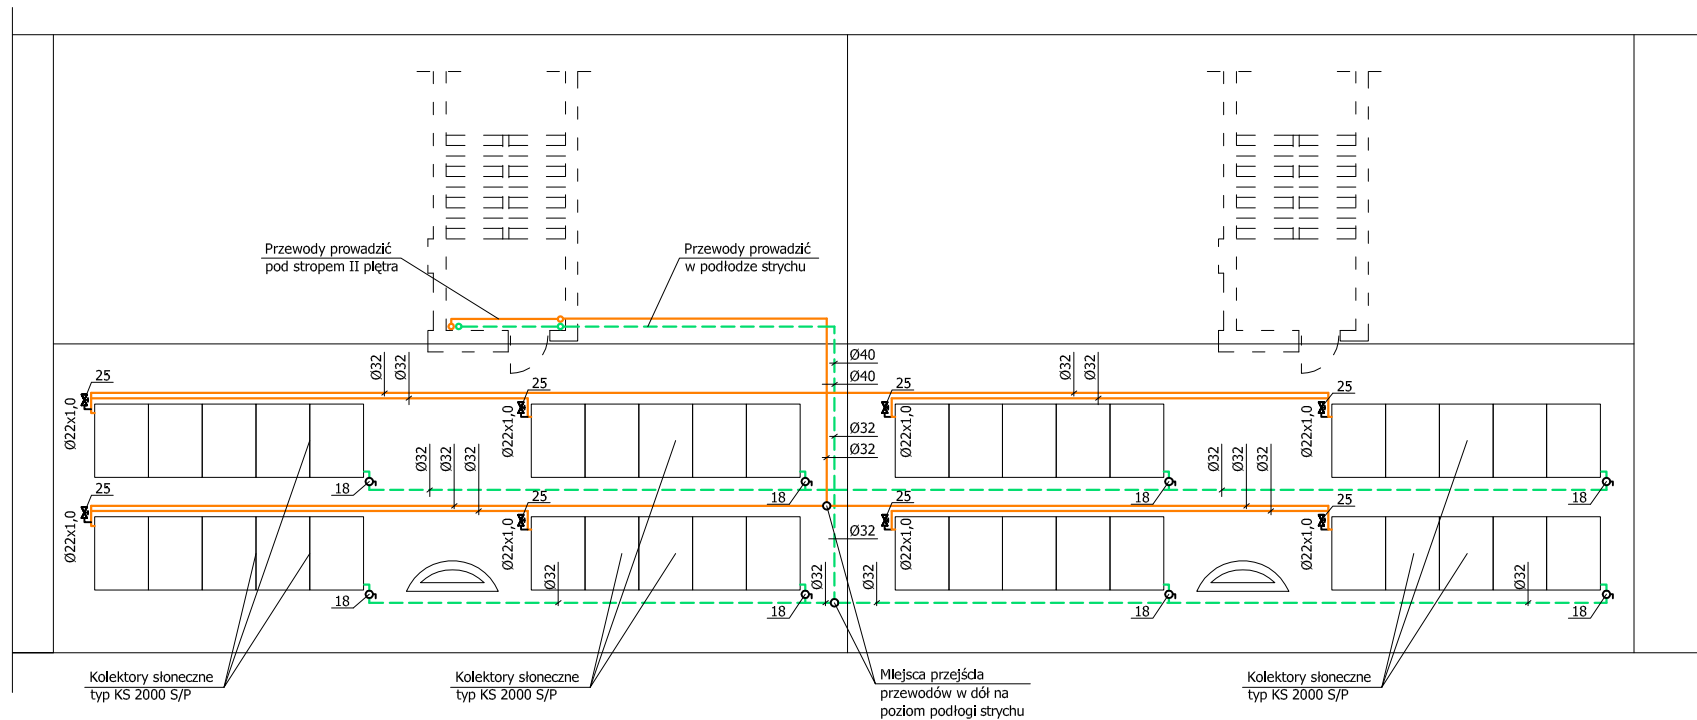 Przewody prowadzić
pod stropem II piętra
Przewody prowadzić
w podłodze strychu
Ø40
Ø40
Ø32
Ø32
Ø32
Ø32
25
25
25
25
Ø22x1,0
Ø22x1,0
Ø22x1,0
Ø22x1,0
Ø32
Ø32
Ø32
Ø32
Ø32
Ø32
Ø32
Ø32
18
18
18
18
25
25
25
25
Ø22x1,0
Ø22x1,0
Ø22x1,0
Ø22x1,0
Ø32
Ø32
Ø32
Ø32
Ø32
18
18
18
18
Kolektory słoneczne
typ KS 2000 S/P
Kolektory słoneczne
typ KS 2000 S/P
Miejsca przejścia
przewodów w dół na
poziom podłogi strychu
Kolektory słoneczne
typ KS 2000 S/P